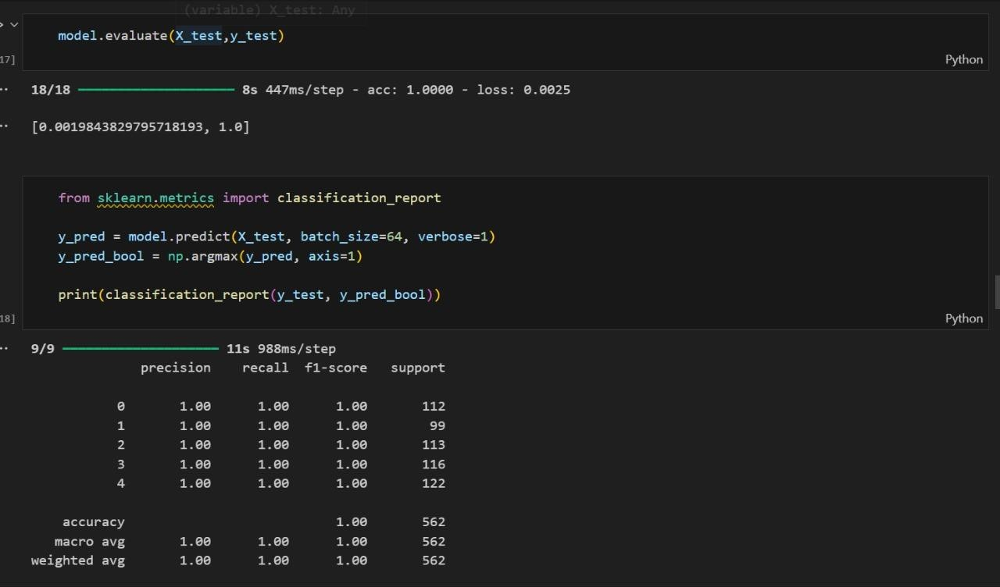 (variable) X_test: Any
model.evaluate(X_test,y_test)
17]
Python
18/18 ━━━━━━━━━━━━━━━━━━━━ 8s 447ms/step - acc: 1.0000 - loss: 0.0025
[0.0019843829795718193, 1.0]
from sklearn.metrics import classification_report
y_pred = model.predict(X_test, batch_size=64, verbose=1)
y_pred_bool = np.argmax(y_pred, axis=1)
print(classification_report(y_test, y_pred_bool))
18]
Python
9/9 ━━━━━━━━━━━━━━━━━━━━ 11s 988ms/step
precision recall f1-score support
0 1.00 1.00 1.00 112
1 1.00 1.00 1.00 99
2 1.00 1.00 1.00 113
3 1.00 1.00 1.00 116
4 1.00 1.00 1.00 122
accuracy 1.00 562
macro avg 1.00 1.00 1.00 562
weighted avg 1.00 1.00 1.00 562